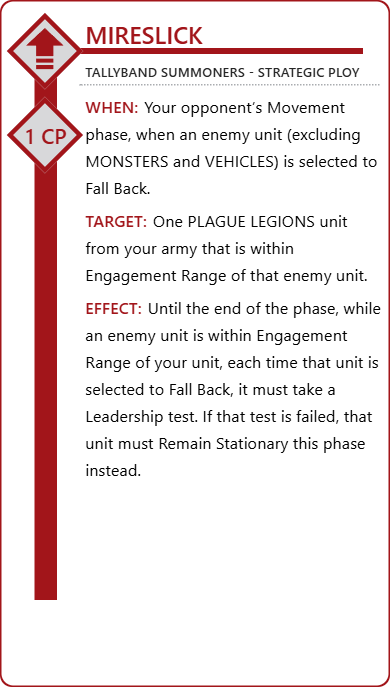 MIRESLICK
TALLYBAND SUMMONERS - STRATEGIC PLOY
1 CP
WHEN: Your opponent’s Movement
phase, when an enemy unit (excluding
MONSTERS and VEHICLES) is selected to
Fall Back.
TARGET: One PLAGUE LEGIONS unit
from your army that is within
Engagement Range of that enemy unit.
EFFECT: Until the end of the phase, while
an enemy unit is within Engagement
Range of your unit, each time that unit is
selected to Fall Back, it must take a
Leadership test. If that test is failed, that
unit must Remain Stationary this phase
instead.